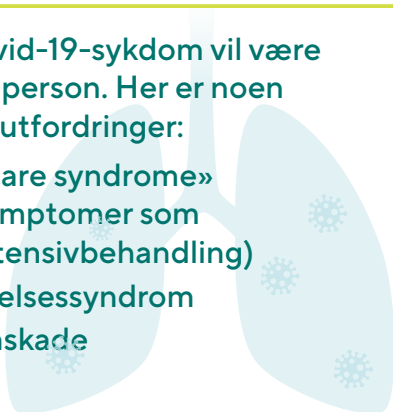 vid-19-sykdom vil være
person. Her er noen
utfordringer:
are syndrome»
mptomer som
tensivbehandling)
elsessyndrom
skade